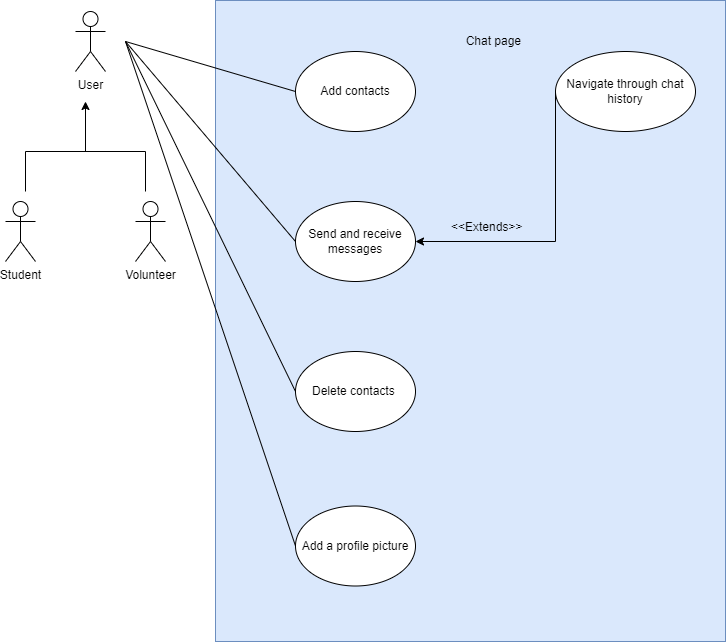 Chat page
User
Add contacts
Navigate through chat
history
Student
Volunteer
Send and receive
messages
<<Extends>>
Delete contacts
Add a profile picture